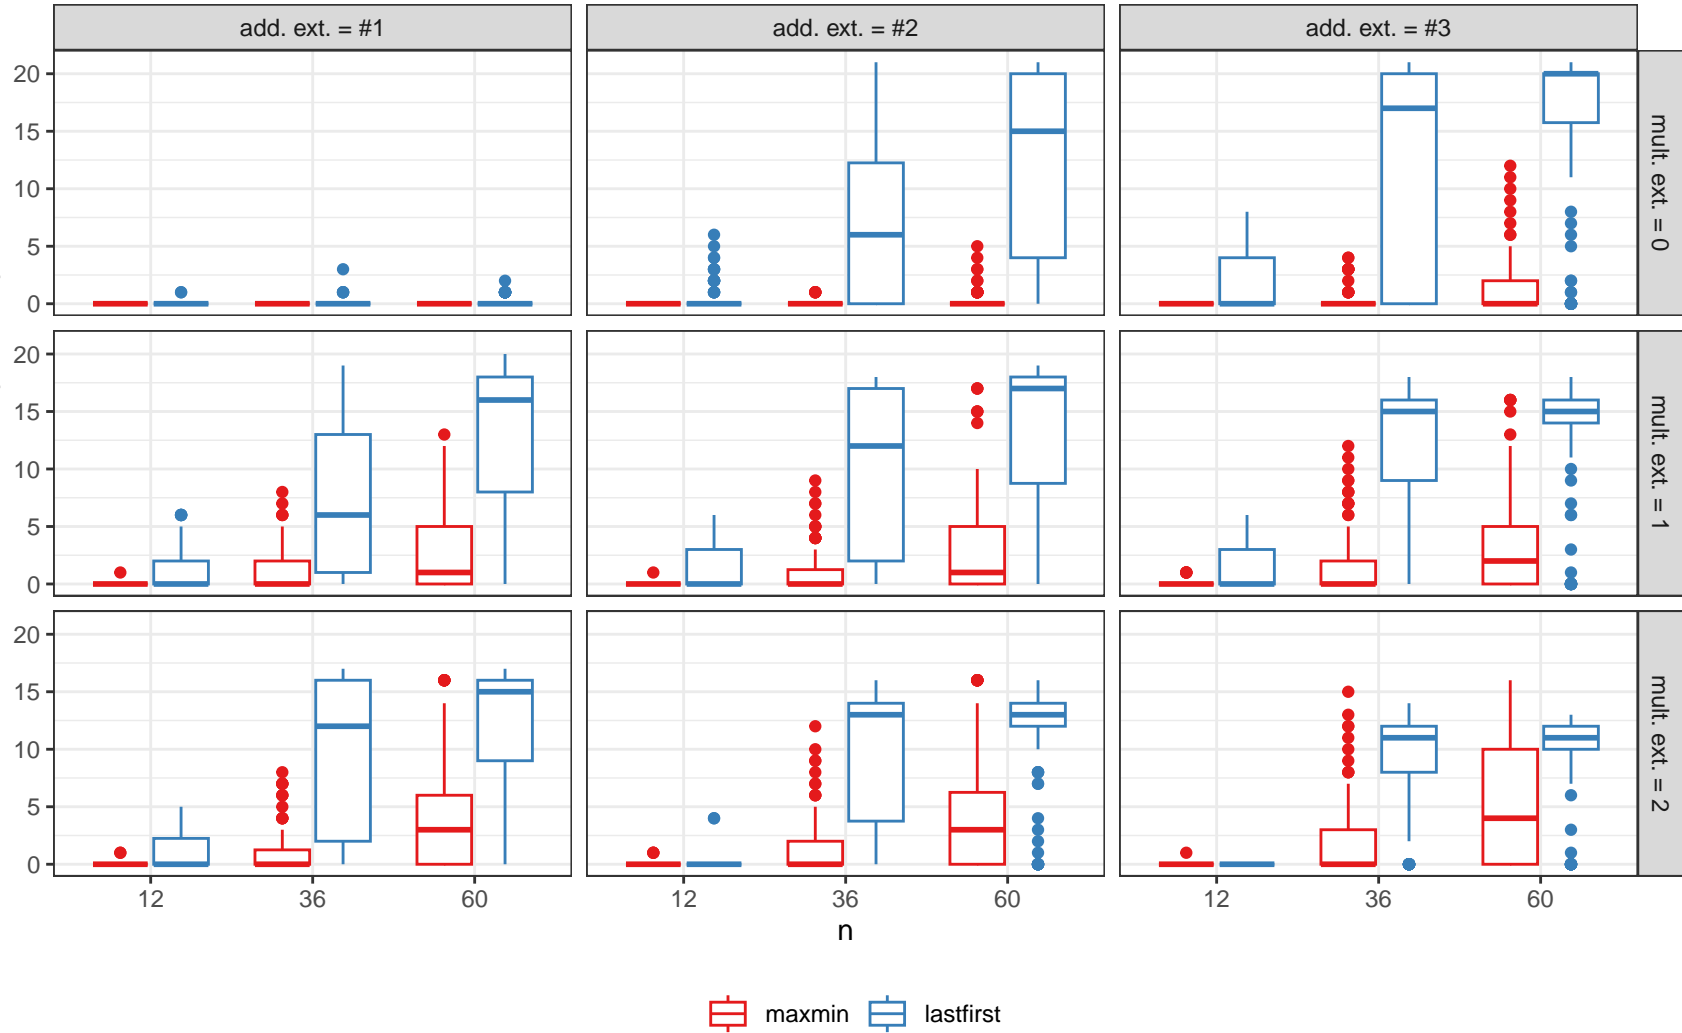 add. ext. = #1 add. ext. = #2 add. ext. = #3
20
15
10
5
0
mult. ext. = 0
20
15
10
5
0
mult. ext. = 1
20
15
10
5
0
mult. ext. = 2
12 36 60 12 36 60 12 36 60
n
maxmin lastfirst